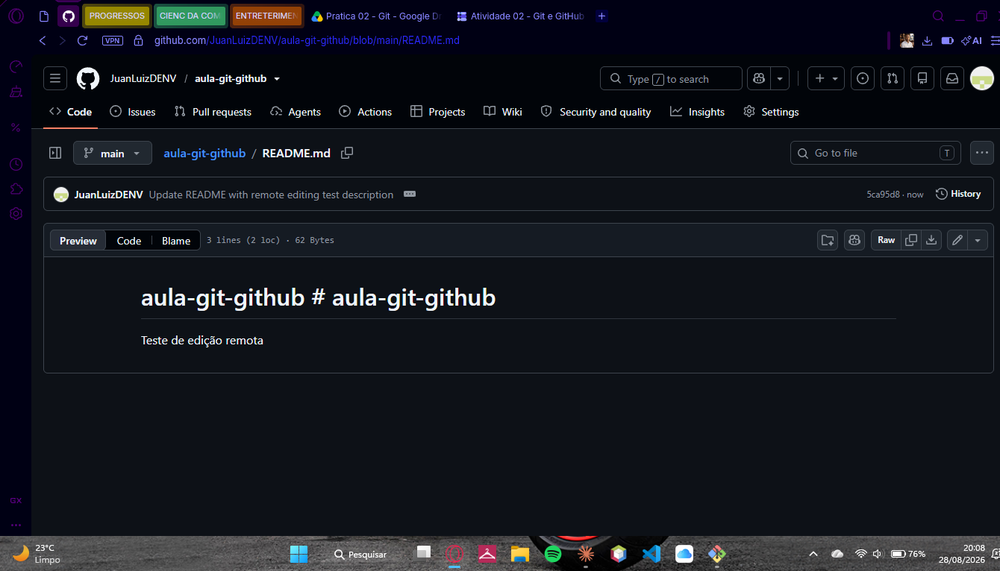 PROGRESSOS
CIENC DA COM
ENTRETERIMEN
Pratica 02 - Git - Google Dr
Atividade 02 - Git e GitHub
+
VPN
github.com/JuanLuizDENV/aula-git-github/blob/main/README.md
AI
JuanLuizDENV / aula-git-github
Type / to search
Code
Issues
Pull requests
Agents
Actions
Projects
Wiki
Security and quality
Insights
Settings
main
aula-git-github / README.md
Go to file
T
JuanLuizDENV Update README with remote editing test description
5ca95d8 · now
History
Preview
Code
Blame
3 lines (2 loc) · 62 Bytes
Raw
aula-git-github # aula-git-github
Teste de edição remota
GX
23°C
Limpo
Pesquisar
76%
20:08
28/08/2026